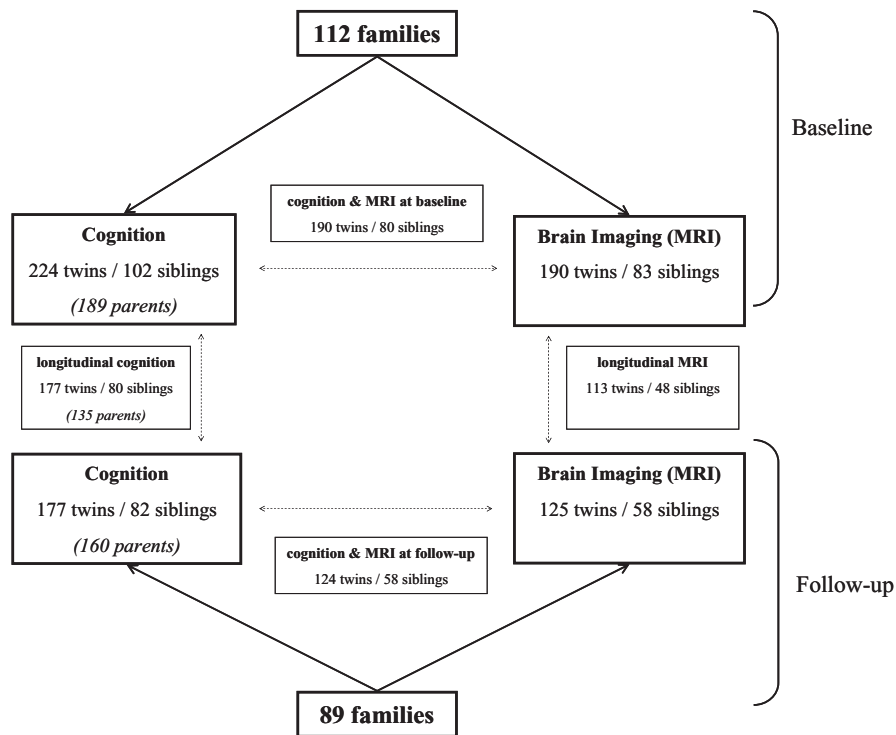 112 families
Baseline
cognition & MRI at baseline
190 twins / 80 siblings
Cognition
224 twins / 102 siblings
(189 parents)
Brain Imaging (MRI)
190 twins / 83 siblings
longitudinal cognition
177 twins / 80 siblings
(135 parents)
longitudinal MRI
113 twins / 48 siblings
Cognition
177 twins / 82 siblings
(160 parents)
Brain Imaging (MRI)
125 twins / 58 siblings
cognition & MRI at follow-up
124 twins / 58 siblings
Follow-up
89 families